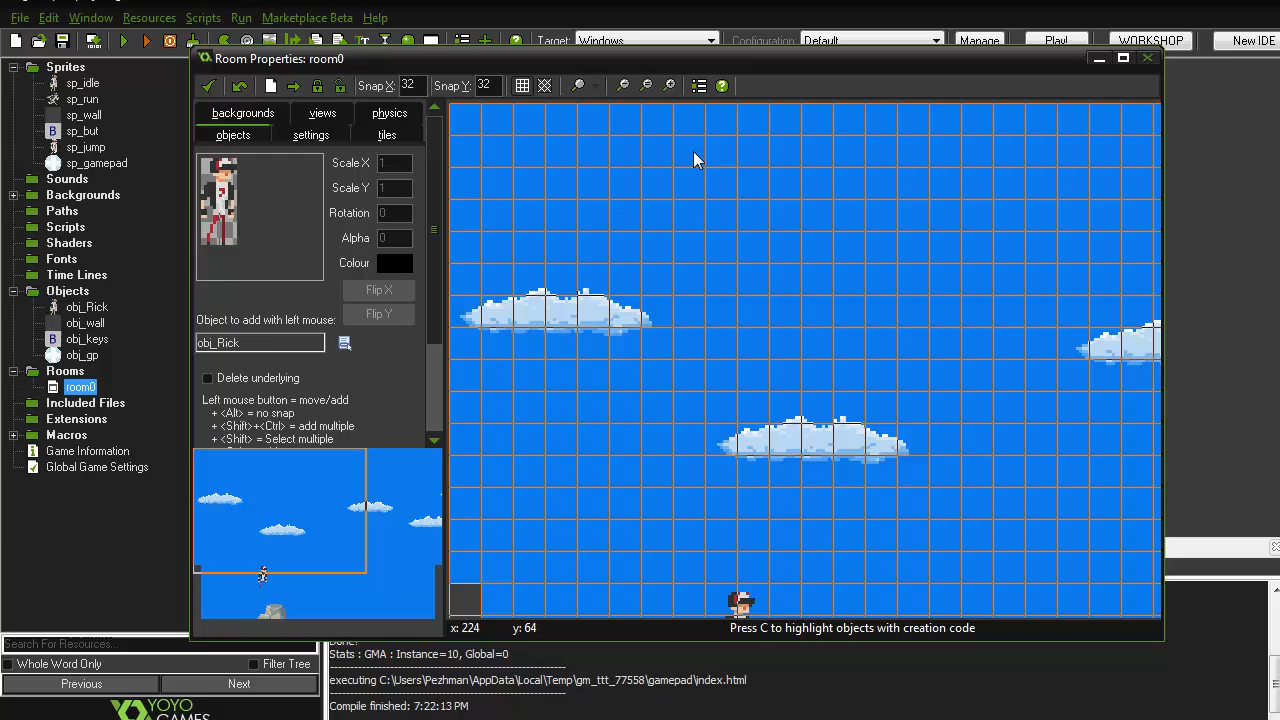 File Edit Window Resources Scripts Run Marketplace Beta Help
Target: Windows Configuration: Default Manage Play! WORKSHOP New IDE
Sprites
sp_idle
sp_run
sp_wall
sp_but
sp_jump
sp_gamepad
Sounds
Backgrounds
Paths
Scripts
Shaders
Fonts
Time Lines
Objects
obj_Rick
obj_wall
obj_keys
obj_gp
Rooms
room0
Included Files
Extensions
Macros
Game Information
Global Game Settings
Search For Resources...
Whole Word Only Filter Tree
Previous Next
YOYO
GAMES
Room Properties: room0
Snap X: 32 Snap Y: 32
backgrounds views physics
objects settings tiles
Scale X 1
Scale Y 1
Rotation 0
Alpha 0
Colour
Flip X
Flip Y
Object to add with left mouse:
obj_Rick
Delete underlying
Left mouse button = move/add
+ <Alt> = no snap
+ <Shift>+<Ctrl> = add multiple
+ <Shift> = Select multiple
x: 224 y: 64 Press C to highlight objects with creation code
Done!
Stats : GMA : Instance=10, Global=0
executing C:\Users\Pezhman\AppData\Local\Temp\gm_ttt_77558\gamepad\index.html
Compile finished: 7:22:13 PM